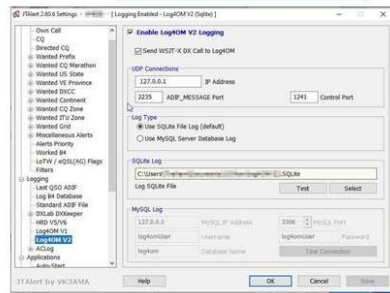 JTAlert 2.60.6 Settings - [ Logging Enabled - Log4OM V2 (Sqlite) ]
Own Call
CQ
Directed CQ
Wanted Prefix
Wanted CQ Marathon
Wanted US State
Wanted VE Province
Wanted DXCC
Wanted Continent
Wanted CQ Zone
Wanted ITU Zone
Wanted Grid
Miscellaneous Alerts
Alerts Priority
Worked B4
LoTW / eQSL(AG) Flags
Filters
Logging
Last QSO ADIF
Log B4 Database
Standard ADIF File
DXLab DXKeeper
HRD V5/V6
Log4OM V1
Log4OM V2
ACLog
Applications
Auto-Start
Enable Log4OM V2 Logging
Send WSJT-X DX Call to Log4OM
UDP Connections
127.0.0.1 IP Address
2235 ADIF_MESSAGE Port 1241 Control Port
Log Type
Use SQLite File Log (default)
Use MySQL Server Database Log
SQLite Log
C:\Users\ .SQLite
Log SQLite File Test Select
MySQL Log
127.0.0.1 MySQL IP Address 3306 MySQL Port
log4omUser Username log4omUser Password
log4om Database Name Test Connection
JTAlert by VK3AMA Help OK Cancel Save